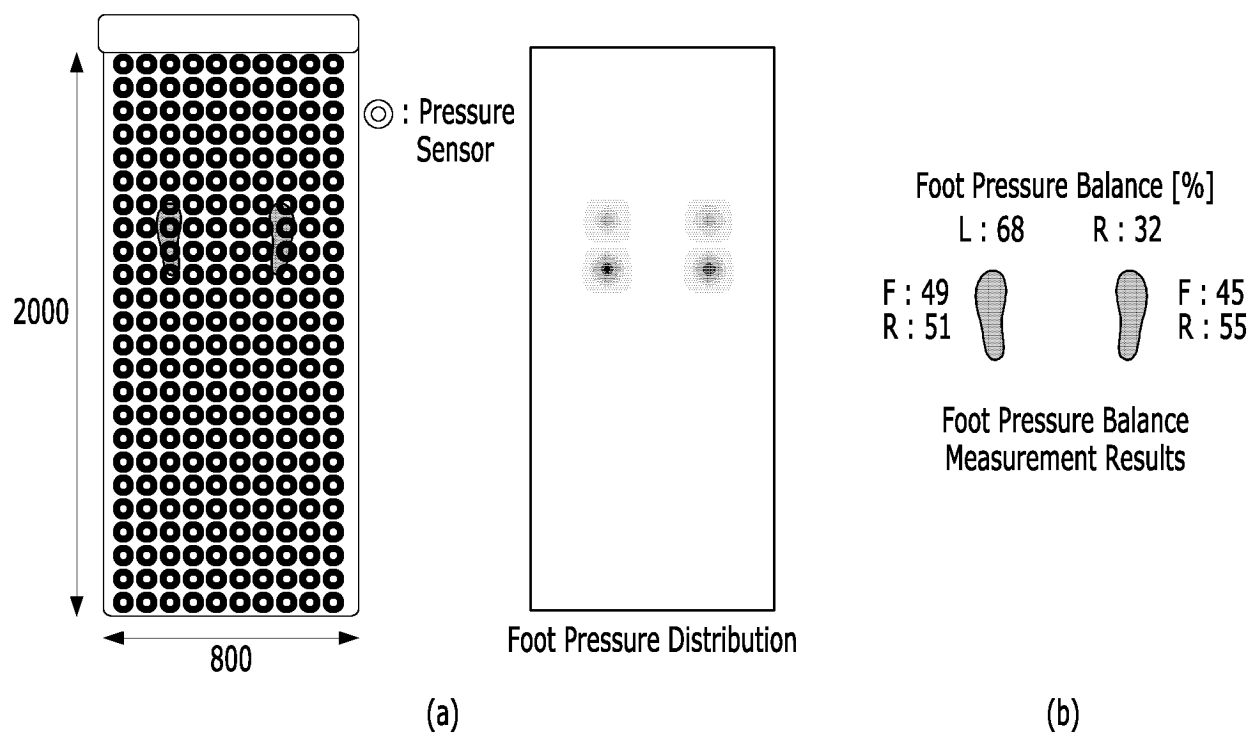 : Pressure
Sensor
2000
800
Foot Pressure Distribution
(a)
Foot Pressure Balance [%]
L : 68 R : 32
F : 49
R : 51
F : 45
R : 55
Foot Pressure Balance
Measurement Results
(b)